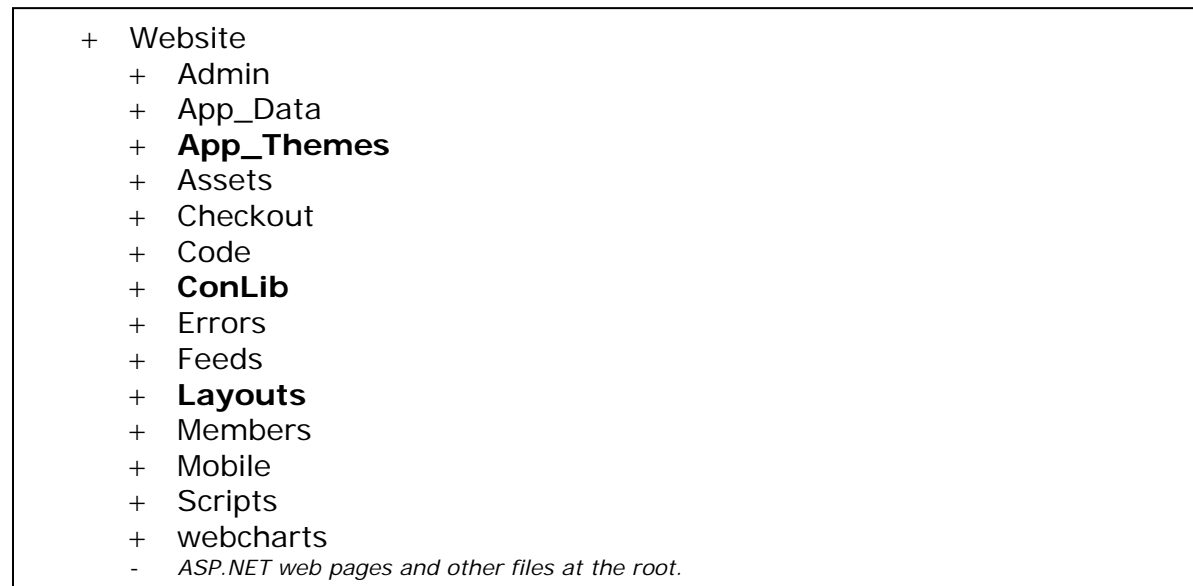 + Website
+ Admin
+ App_Data
+ App_Themes
+ Assets
+ Checkout
+ Code
+ ConLib
+ Errors
+ Feeds
+ Layouts
+ Members
+ Mobile
+ Scripts
+ webcharts
- ASP.NET web pages and other files at the root.